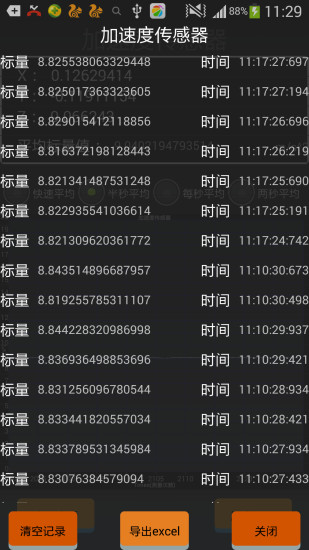 88% 11:29
加速度传感器
标量 8.825538063329448 时间 11:17:27:697
标量 8.825017363323605 时间 11:17:27:194
标量 8.829015412118856 时间 11:17:26:696
标量 8.816372198128443 时间 11:17:26:219
标量 8.821341487531248 时间 11:17:25:690
标量 8.822935541036614 时间 11:17:25:191
标量 8.821309620361772 时间 11:17:24:742
标量 8.843514896687957 时间 11:10:30:673
标量 8.819255785311107 时间 11:10:30:498
标量 8.844228320986998 时间 11:10:29:937
标量 8.836936498853696 时间 11:10:29:421
标量 8.831256096780544 时间 11:10:28:934
标量 8.833441820557034 时间 11:10:28:421
标量 8.833789531345984 时间 11:10:27:934
标量 8.83076384579094 时间 11:10:27:433
清空记录 导出excel 关闭